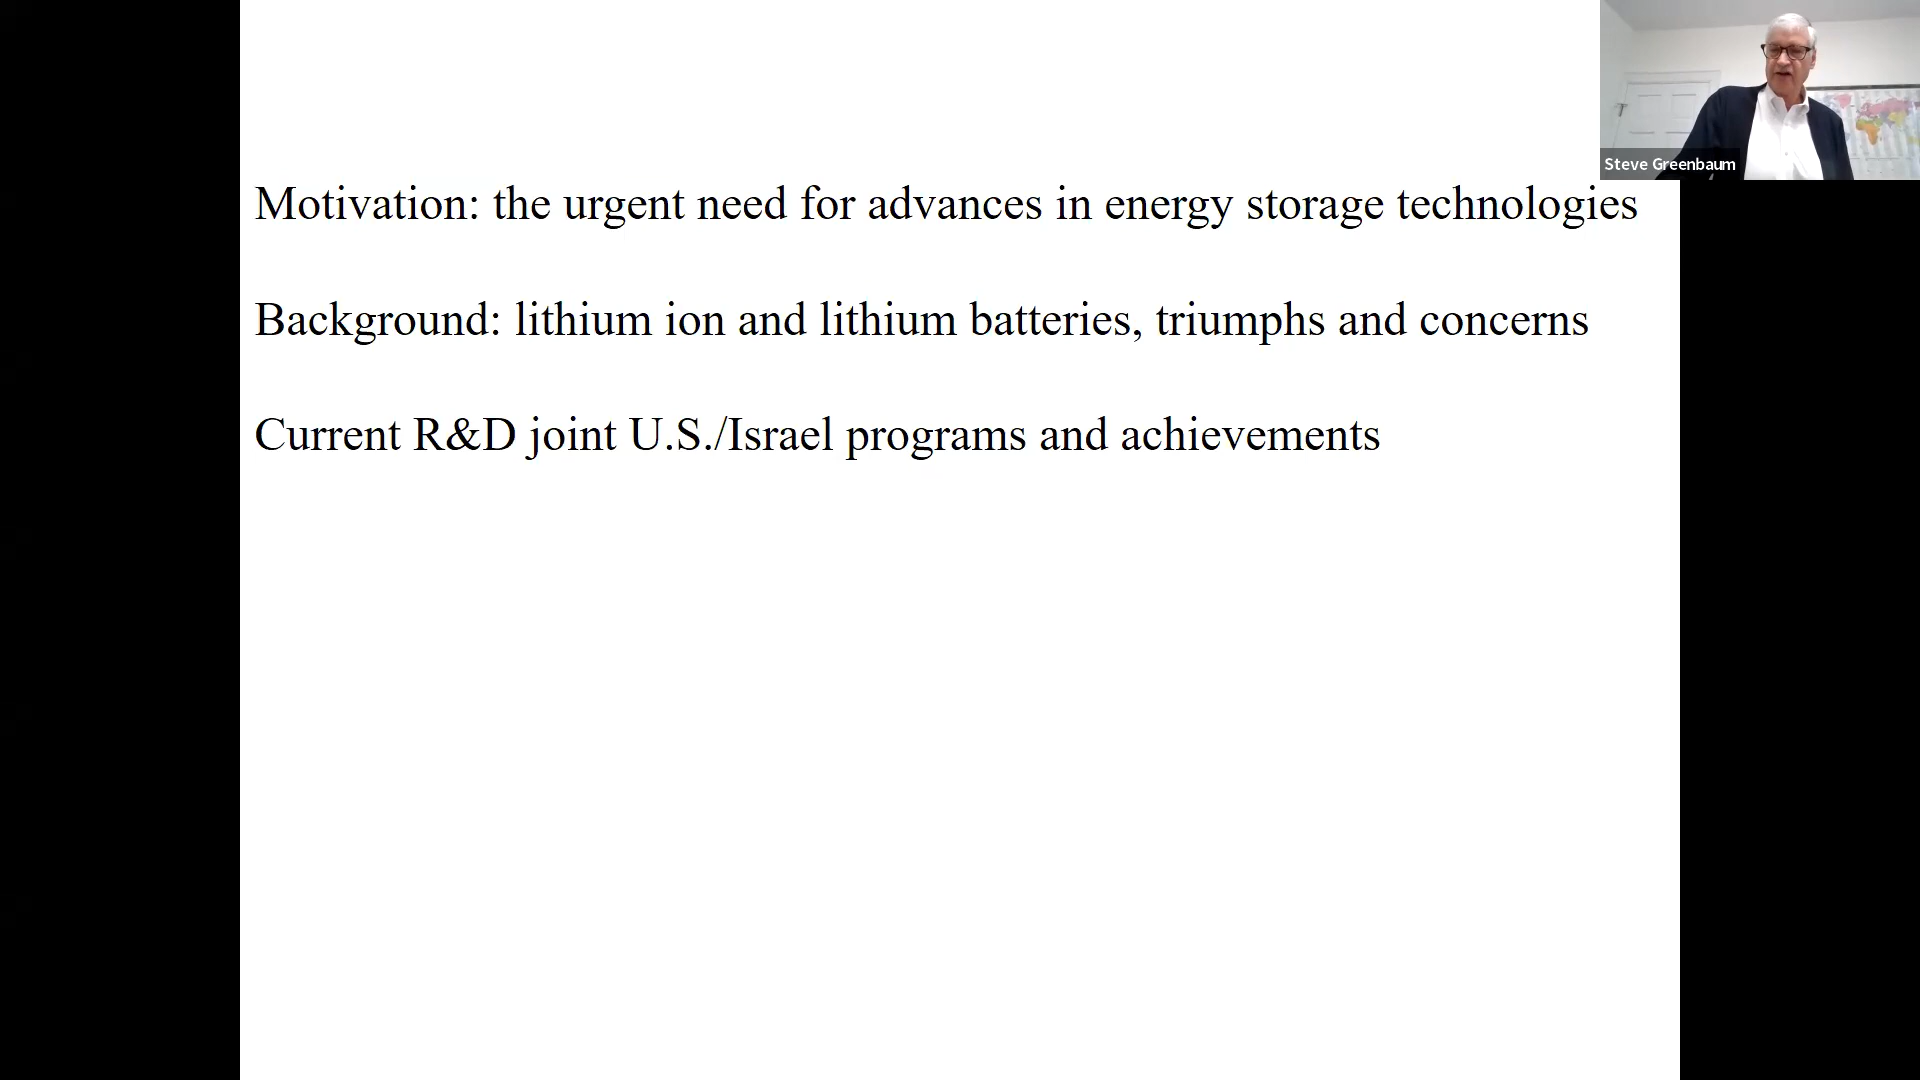 Steve Greenbaum
Motivation: the urgent need for advances in energy storage technologies
Background: lithium ion and lithium batteries, triumphs and concerns
Current R&D joint U.S./Israel programs and achievements